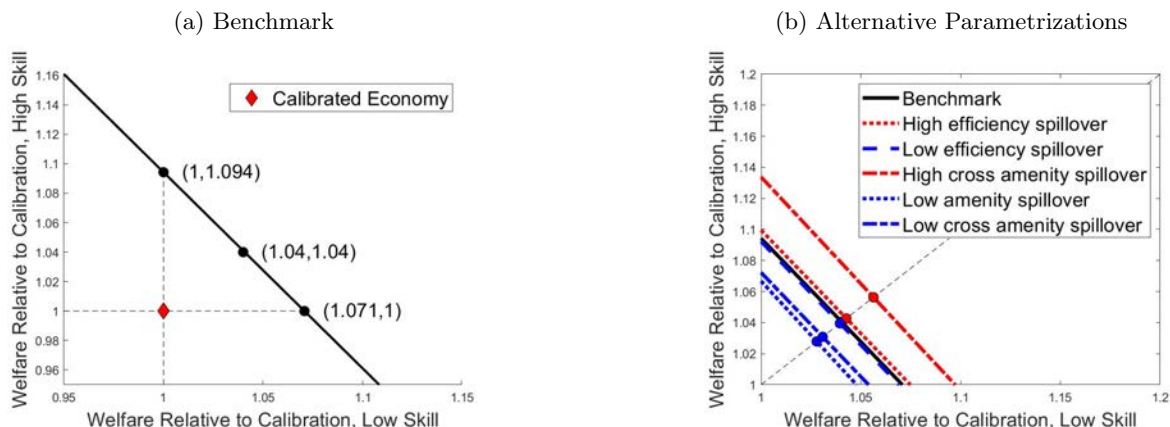 (a) Benchmark
Welfare Relative to Calibration, High Skill
1.16
1.14
1.12
1.1
1.08
1.06
1.04
1.02
1
0.98
0.96
0.95
1
1.05
1.1
1.15
Calibrated Economy
(1,1.094)
(1.04,1.04)
(1.071,1)
Welfare Relative to Calibration, Low Skill
(b) Alternative Parametrizations
Welfare Relative to Calibration, High Skill
1.2
1.18
1.16
1.14
1.12
1.1
1.08
1.06
1.04
1.02
1
1
1.05
1.1
1.15
1.2
Benchmark
High efficiency spillover
Low efficiency spillover
High cross amenity spillover
Low amenity spillover
Low cross amenity spillover
Welfare Relative to Calibration, Low Skill